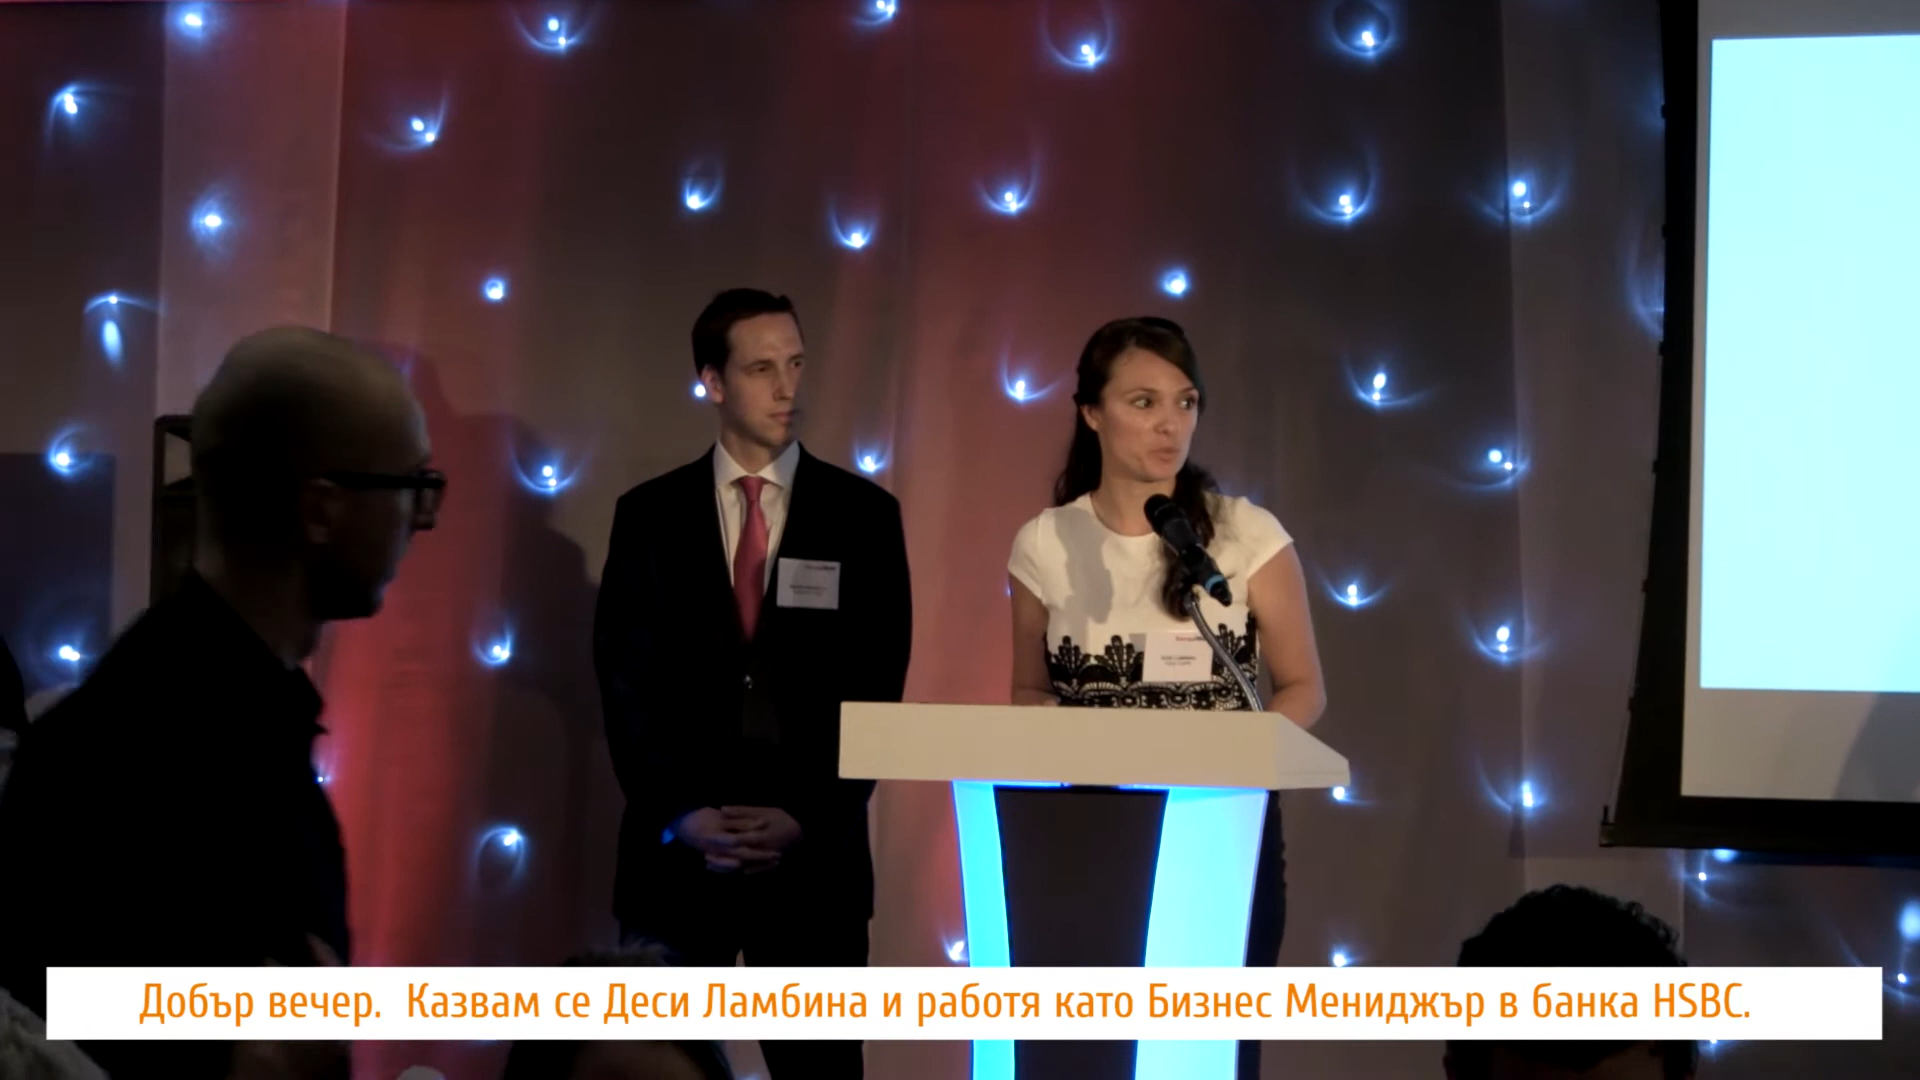 Добър вечер. Казвам се Деси Ламбина и работя като Бизнес Мениджър в банка HSBC.